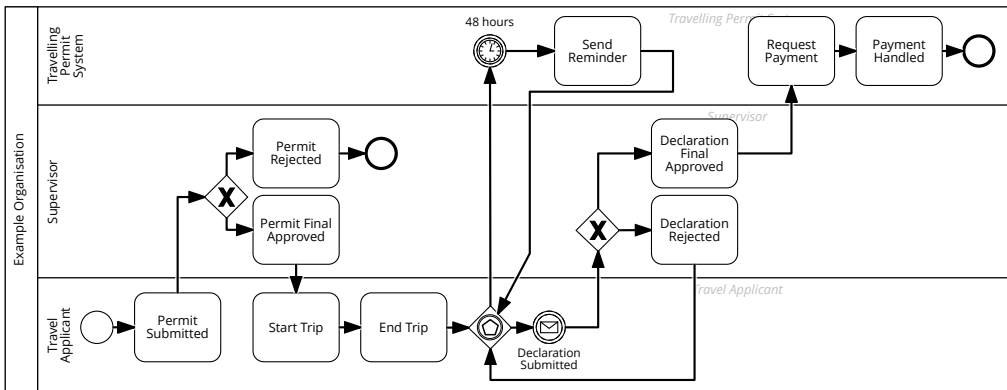 Example Organisation
Travelling
Permit
System
48 hours
Send
Reminder
Travelling Permit
Request
Payment
Payment
Handled
Supervisor
Supervisor
Permit
Rejected
Permit Final
Approved
X
Declaration
Final
Approved
Declaration
Rejected
X
Travel
Applicant
Travel Applicant
Permit
Submitted
Start Trip
End Trip
Declaration
Submitted